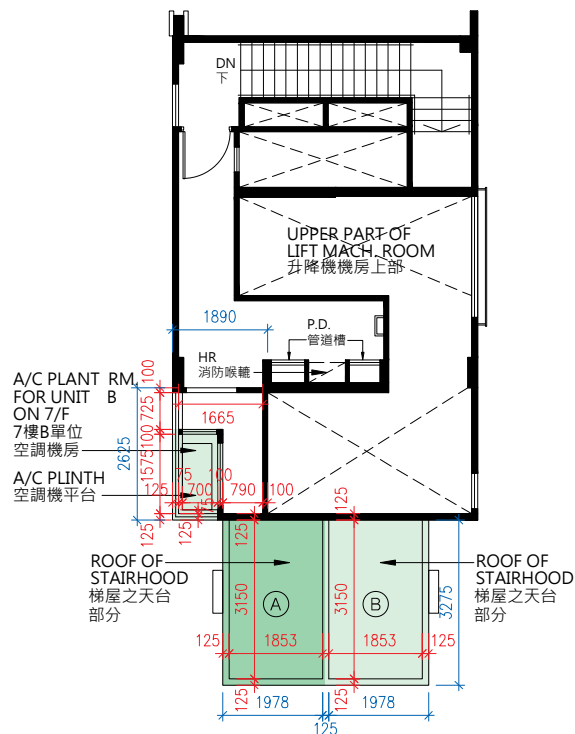 DN
下
UPPER PART OF
LIFT MACH. ROOM
升降機機房上部
1890
P.D.
管道槽
HR
消防喉轆
A/C PLANT RM.
FOR UNIT B
ON 7/F
7樓B單位
空調機房
A/C PLINTH
空調機平台
100
725
100
1575
125
2625
1665
75
100
125
700
790
100
75
125
125
125
125
ROOF OF
STAIRHOOD
梯屋之天台
部分
ROOF OF
STAIRHOOD
梯屋之天台
部分
3150
A
3150
B
3275
125
1853
1853
125
125
125
1978
1978
125